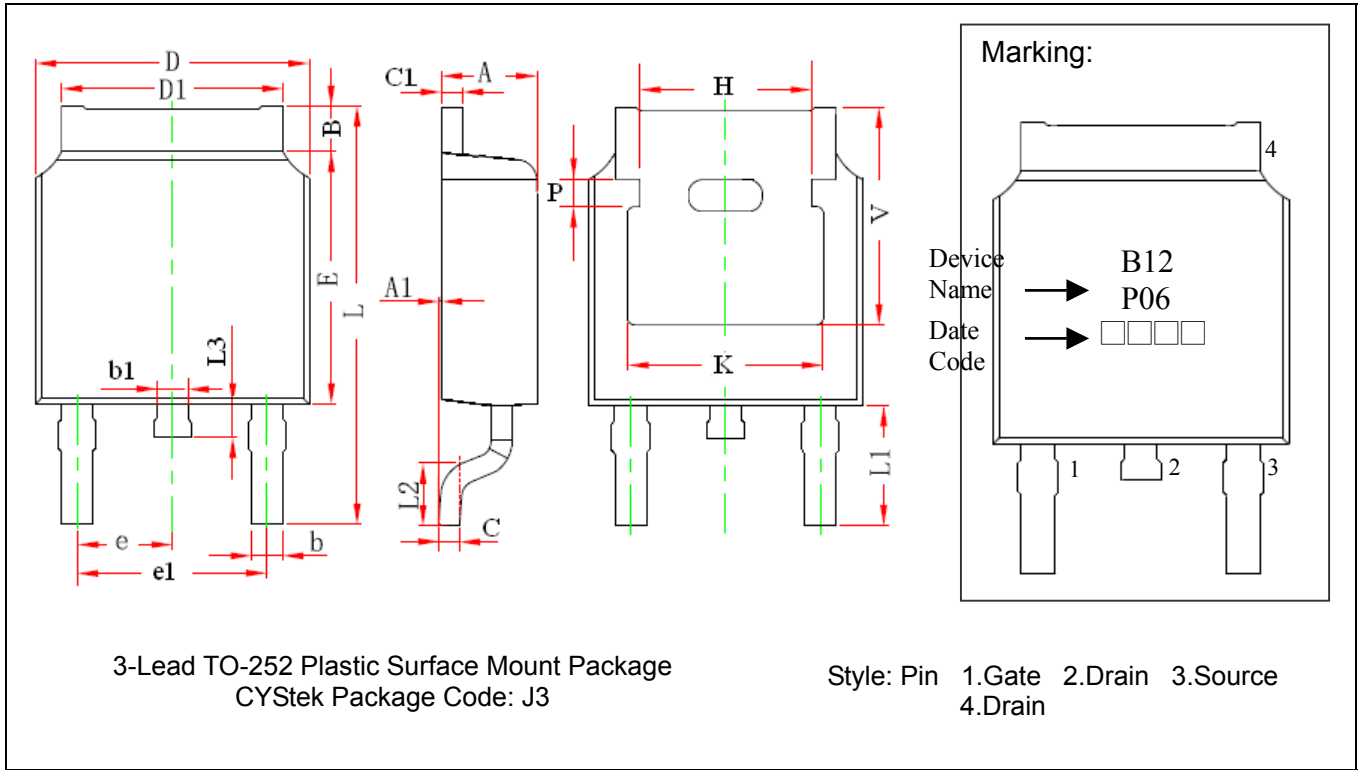 D
D1
B
E
L
L3
b1
e
b
e1
C1
A
A1
L2
C
H
P
V
K
L1
Marking:
4
Device
Name
B12
P06
Date
Code
□□□□
1
2
3
3-Lead TO-252 Plastic Surface Mount Package
CYStek Package Code: J3
Style: Pin 1.Gate 2.Drain 3.Source
4.Drain